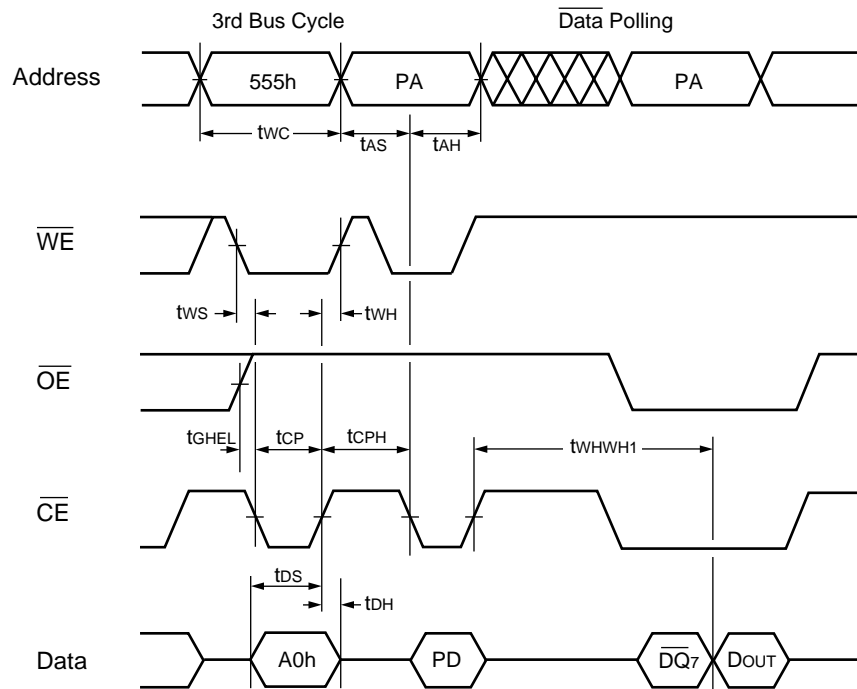 3rd Bus Cycle
Data Polling
Address
555h
PA
PA
tWC
tAS
tAH
WE
tWS
tWH
OE
tGHEL
tCP
tCPH
tWHWH1
CE
tDS
tDH
Data
A0h
PD
DQ7
DOUT